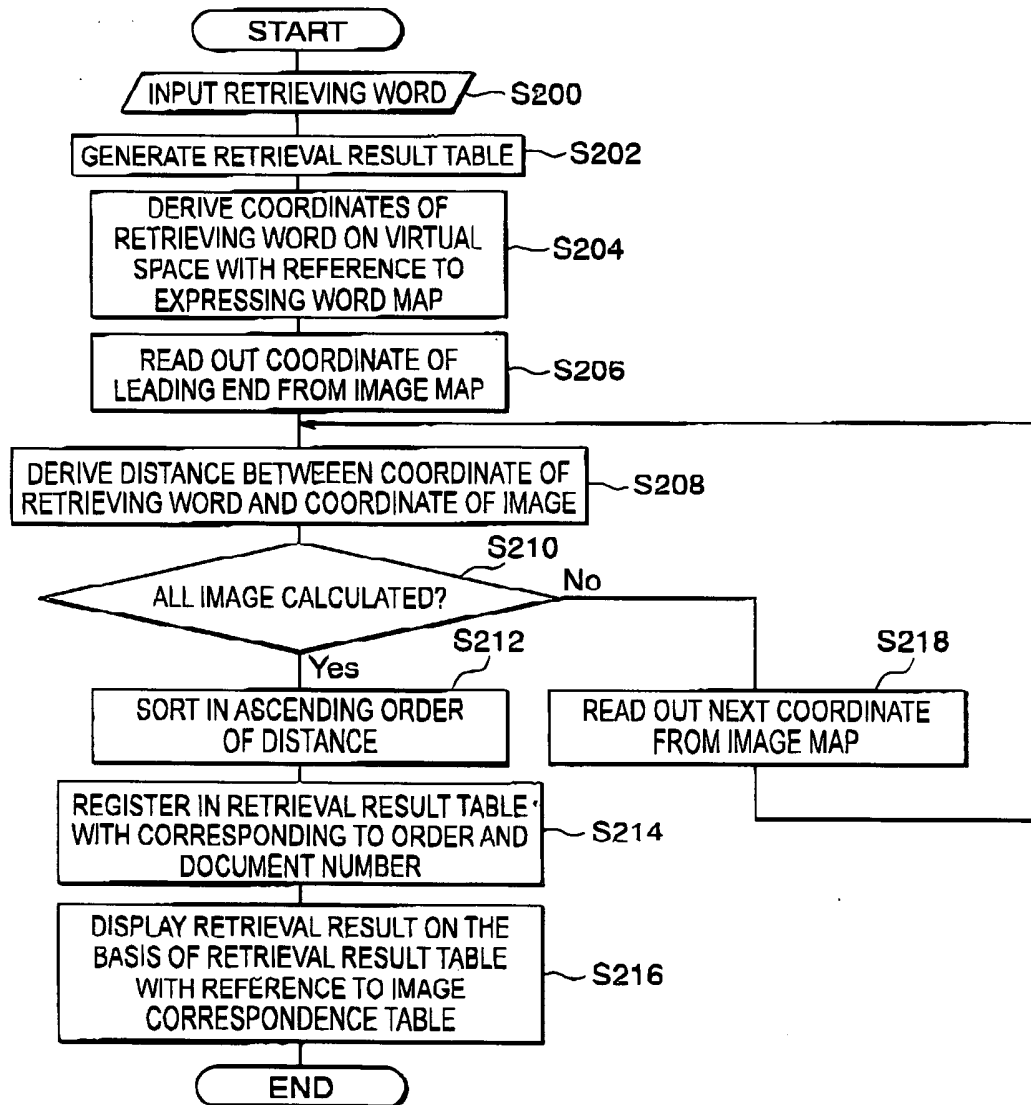 START
INPUT RETRIEVING WORD
S200
GENERATE RETRIEVAL RESULT TABLE
S202
DERIVE COORDINATES OF
RETRIEVING WORD ON VIRTUAL
SPACE WITH REFERENCE TO
EXPRESSING WORD MAP
S204
READ OUT COORDINATE OF
LEADING END FROM IMAGE MAP
S206
DERIVE DISTANCE BETWEEEN COORDINATE OF
RETRIEVING WORD AND COORDINATE OF IMAGE
S208
S210
ALL IMAGE CALCULATED?
No
Yes
S212
SORT IN ASCENDING ORDER
OF DISTANCE
S218
READ OUT NEXT COORDINATE
FROM IMAGE MAP
REGISTER IN RETRIEVAL RESULT TABLE
WITH CORRESPONDING TO ORDER AND
DOCUMENT NUMBER
S214
DISPLAY RETRIEVAL RESULT ON THE
BASIS OF RETRIEVAL RESULT TABLE
WITH REFERENCE TO IMAGE
CORRESPONDENCE TABLE
S216
END